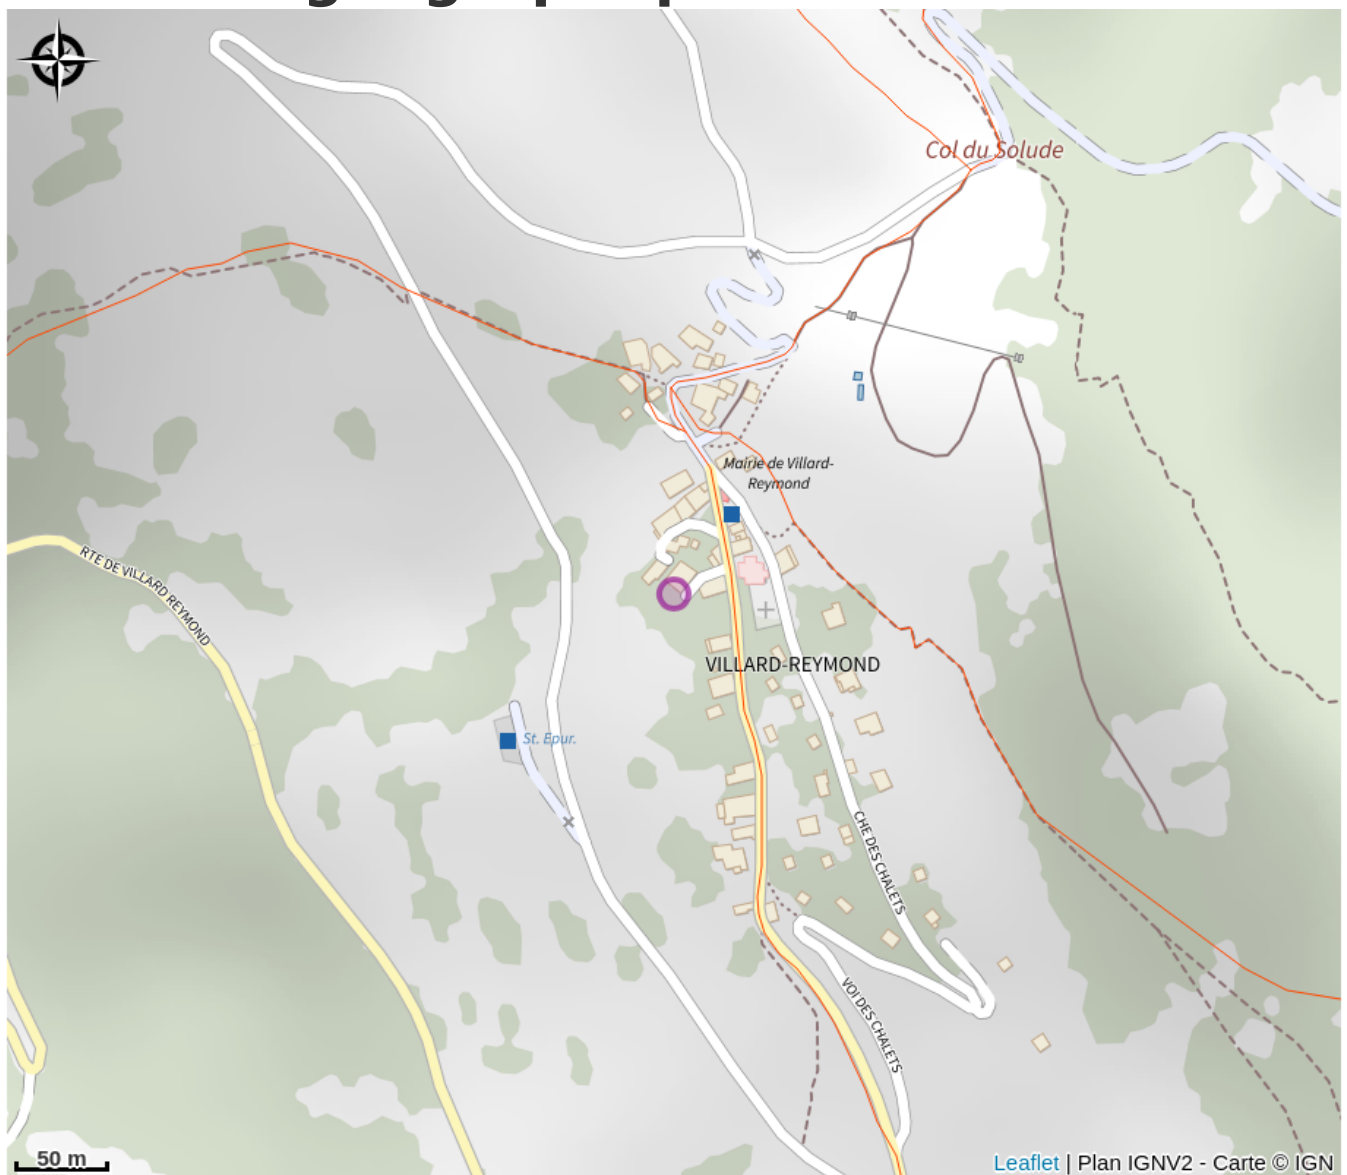 Col du Solude
Mairie de Villard-
Reymond
RTE DE VILLARD REYMOND
VILLARD-REYMOND
St. Epur.
CHE DES CHALETS
VOI DES CHALETS
50 m
Leaflet | Plan IGNV2 - Carte © IGN